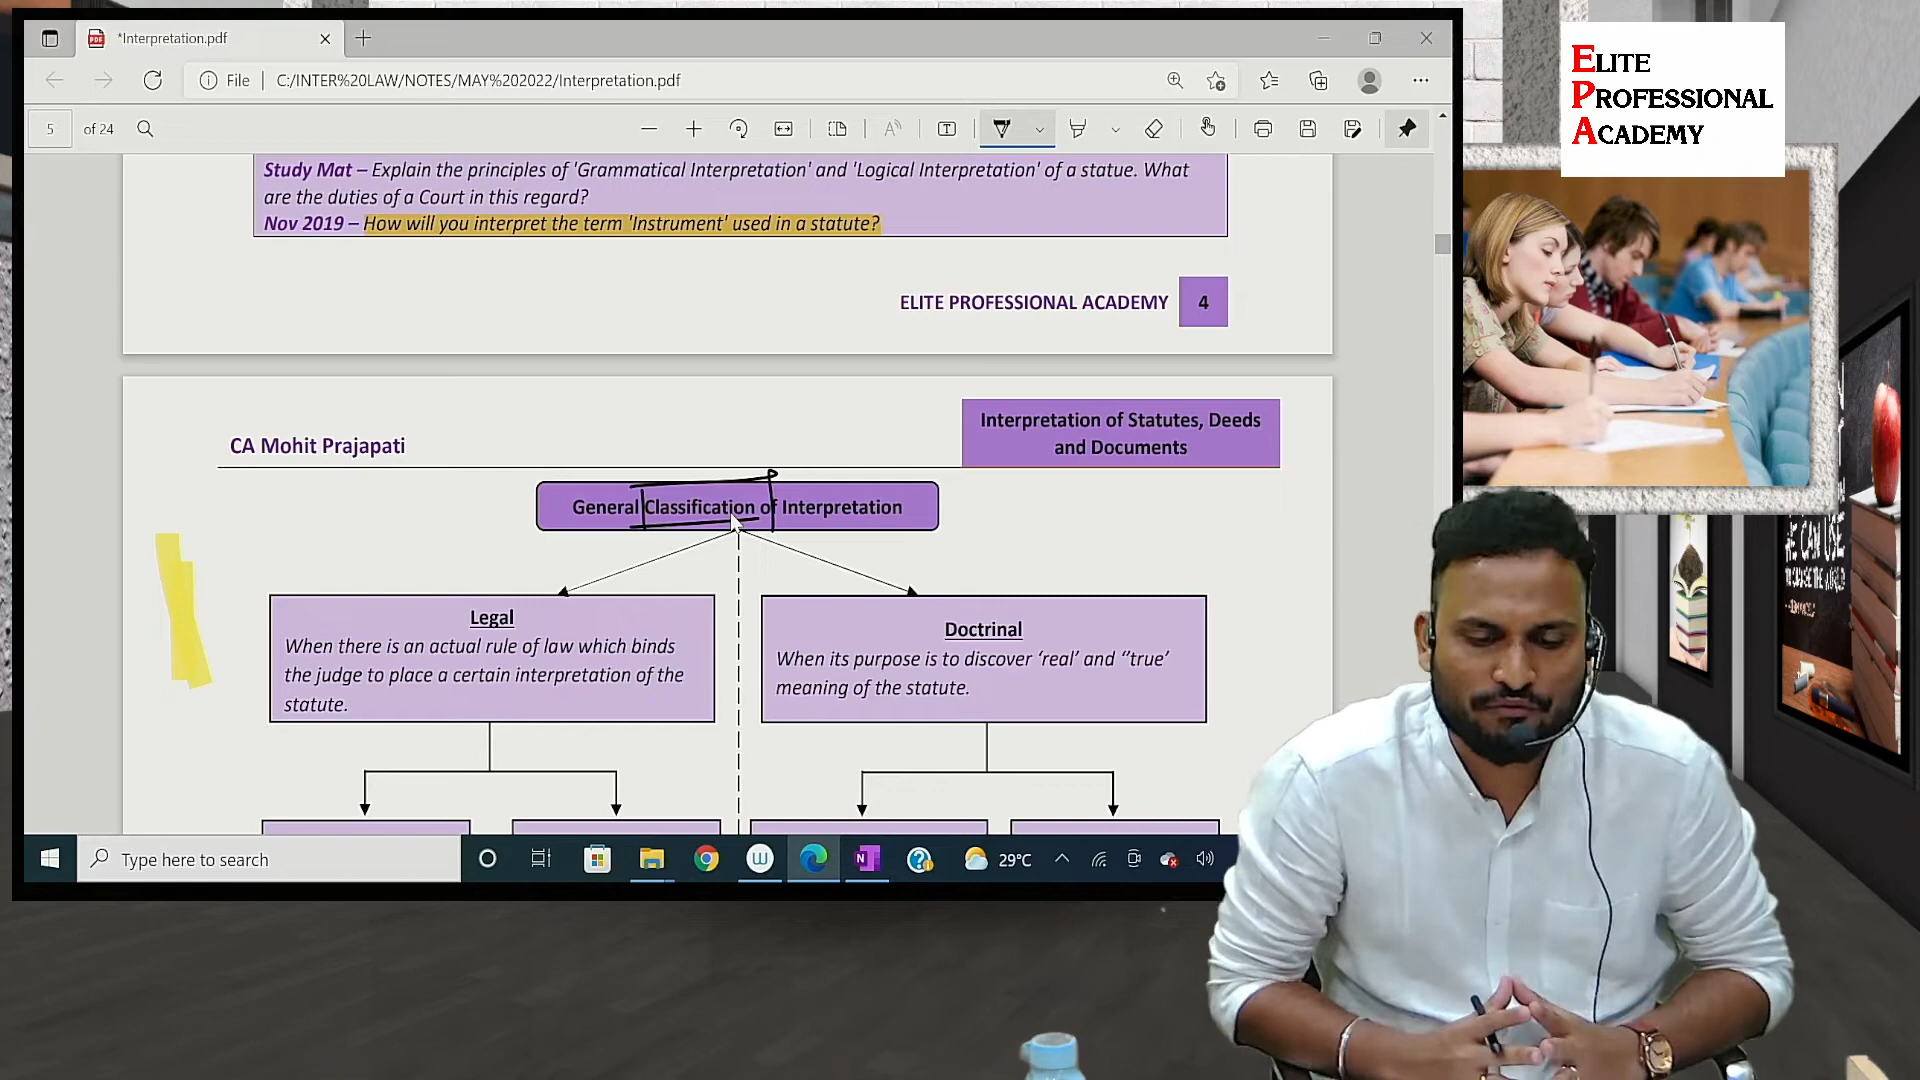 *Interpretation.pdf
File
C:/INTER%20LAW/NOTES/MAY%202022/Interpretation.pdf
5
of 24
Study Mat – Explain the principles of 'Grammatical Interpretation' and 'Logical Interpretation' of a statue. What
are the duties of a Court in this regard?
Nov 2019 – How will you interpret the term 'Instrument' used in a statute?
ELITE PROFESSIONAL ACADEMY 4
CA Mohit Prajapati
Interpretation of Statutes, Deeds
and Documents
General Classification of Interpretation
Legal
When there is an actual rule of law which binds
the judge to place a certain interpretation of the
statute.
Doctrinal
When its purpose is to discover ‘real’ and “true’
meaning of the statute.
Type here to search
29°C
ELITE
PROFESSIONAL
ACADEMY